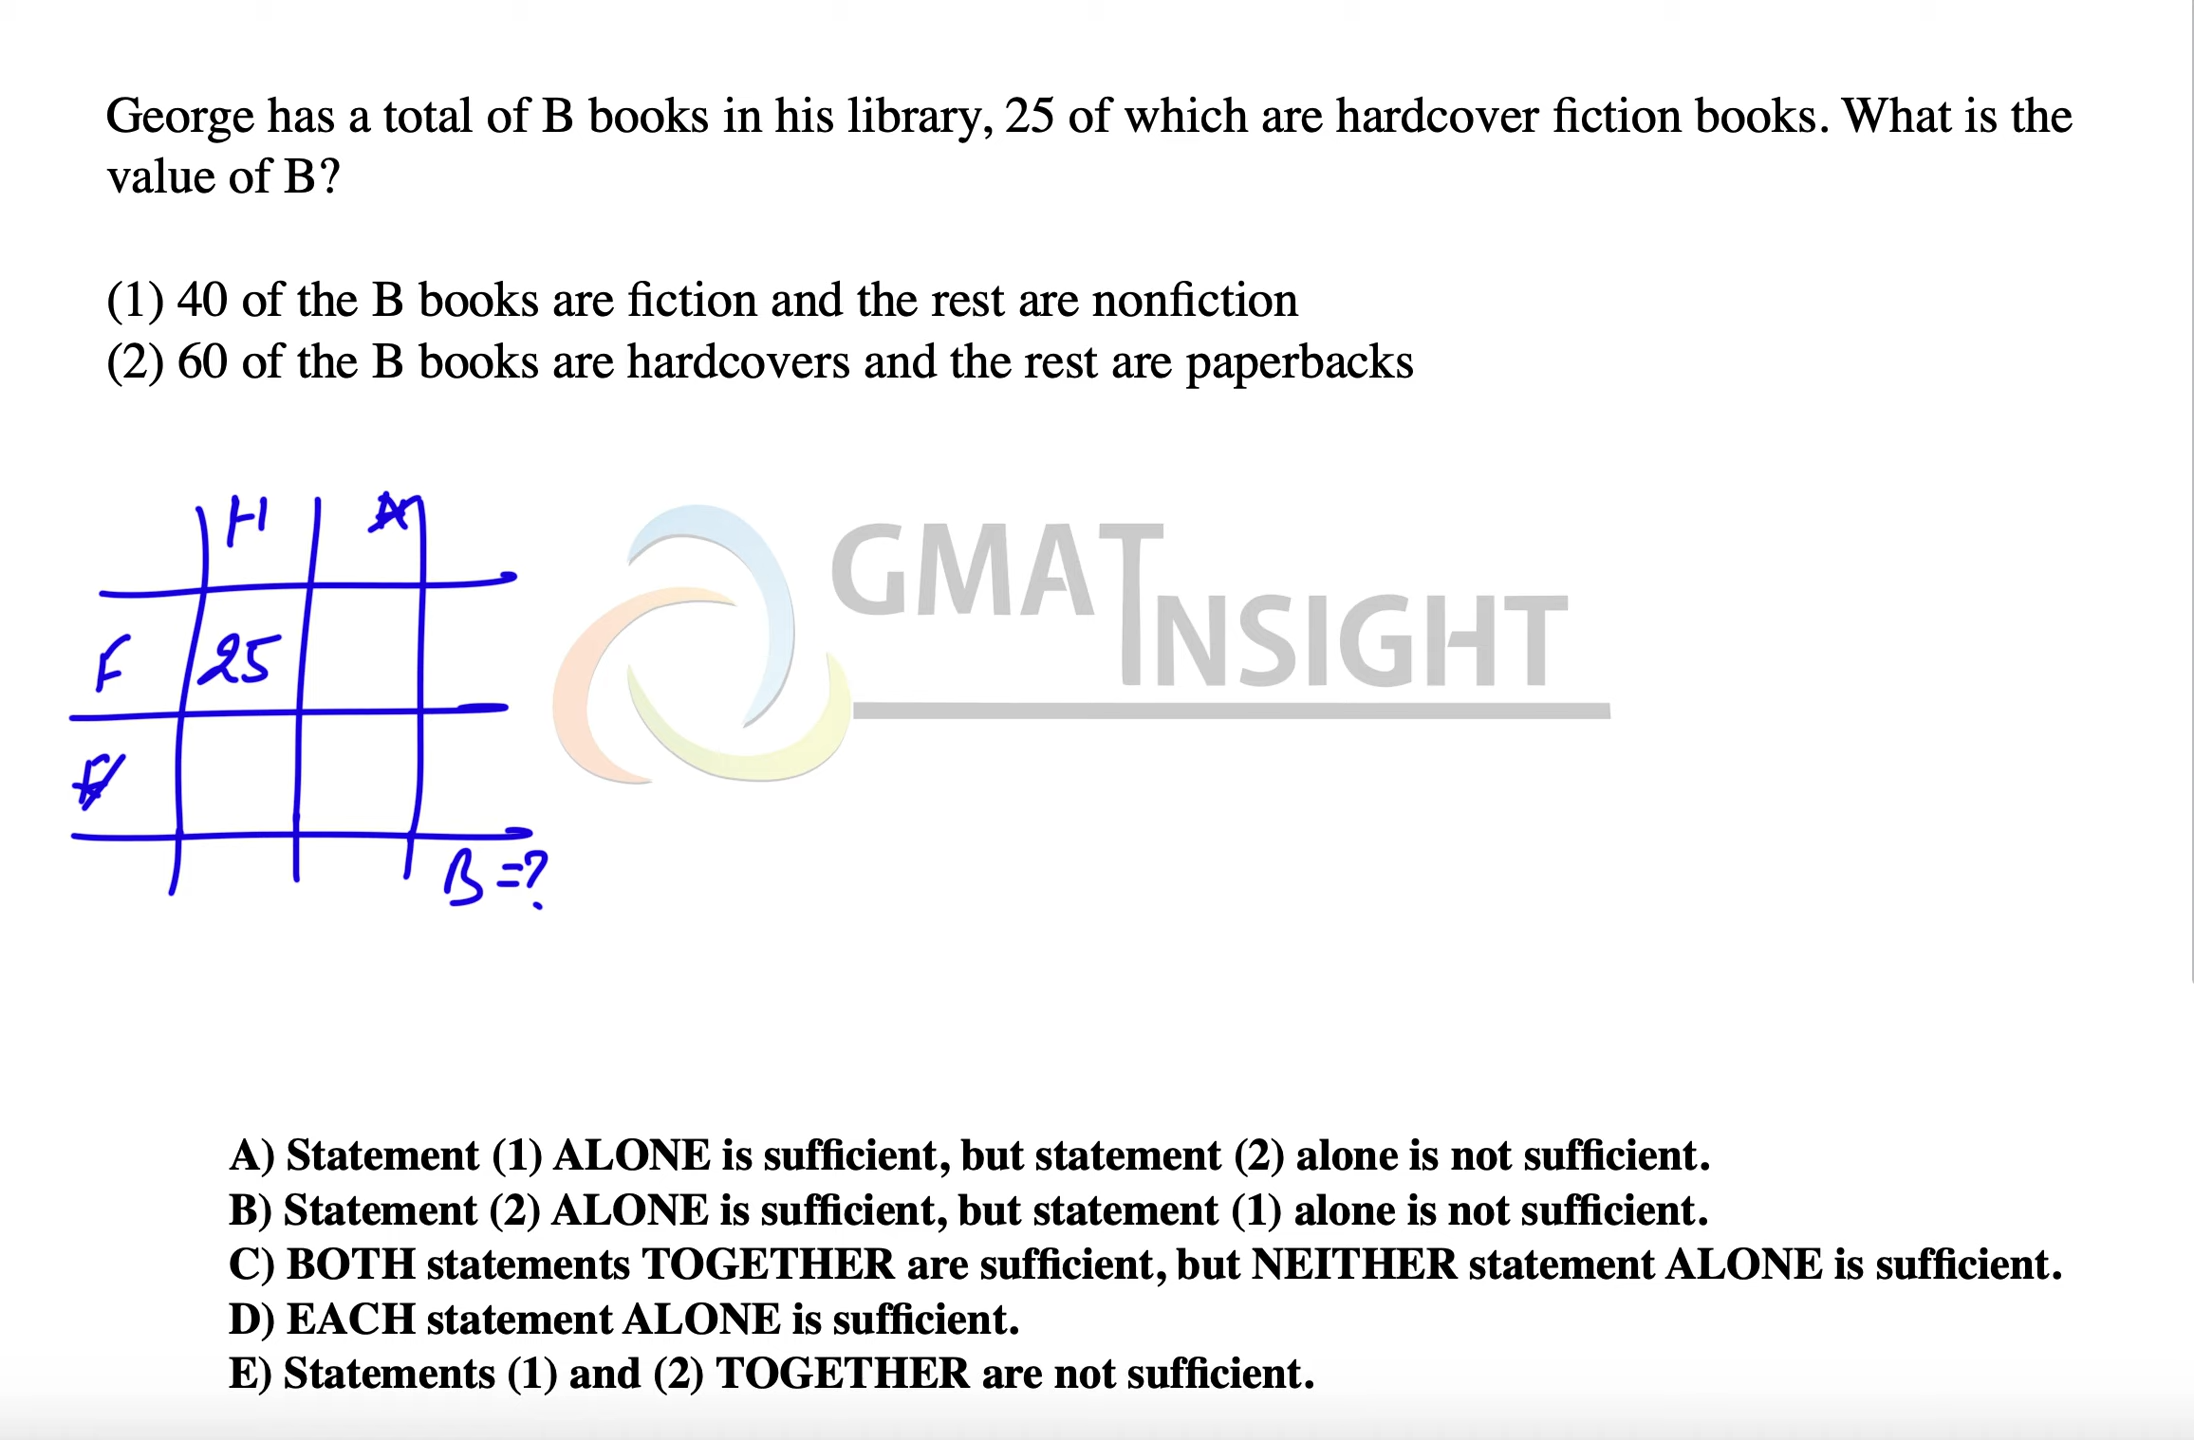 George has a total of B books in his library, 25 of which are hardcover fiction books. What is the
value of B?
(1) 40 of the B books are fiction and the rest are nonfiction
(2) 60 of the B books are hardcovers and the rest are paperbacks
H H
F 25
F
B=?
GMAT
INSIGHT
A) Statement (1) ALONE is sufficient, but statement (2) alone is not sufficient.
B) Statement (2) ALONE is sufficient, but statement (1) alone is not sufficient.
C) BOTH statements TOGETHER are sufficient, but NEITHER statement ALONE is sufficient.
D) EACH statement ALONE is sufficient.
E) Statements (1) and (2) TOGETHER are not sufficient.